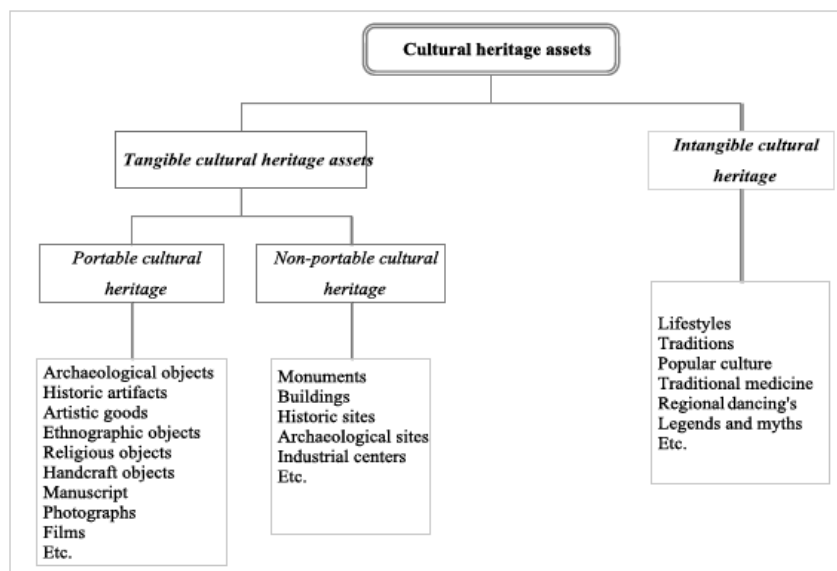 Cultural heritage assets
Tangible cultural heritage assets
Intangible cultural
heritage
Portable cultural
heritage
Non-portable cultural
heritage
Archaeological objects
Historic artifacts
Artistic goods
Ethnographic objects
Religious objects
Handcraft objects
Manuscript
Photographs
Films
Etc.
Monuments
Buildings
Historic sites
Archaeological sites
Industrial centers
Etc.
Lifestyles
Traditions
Popular culture
Traditional medicine
Regional dancing's
Legends and myths
Etc.